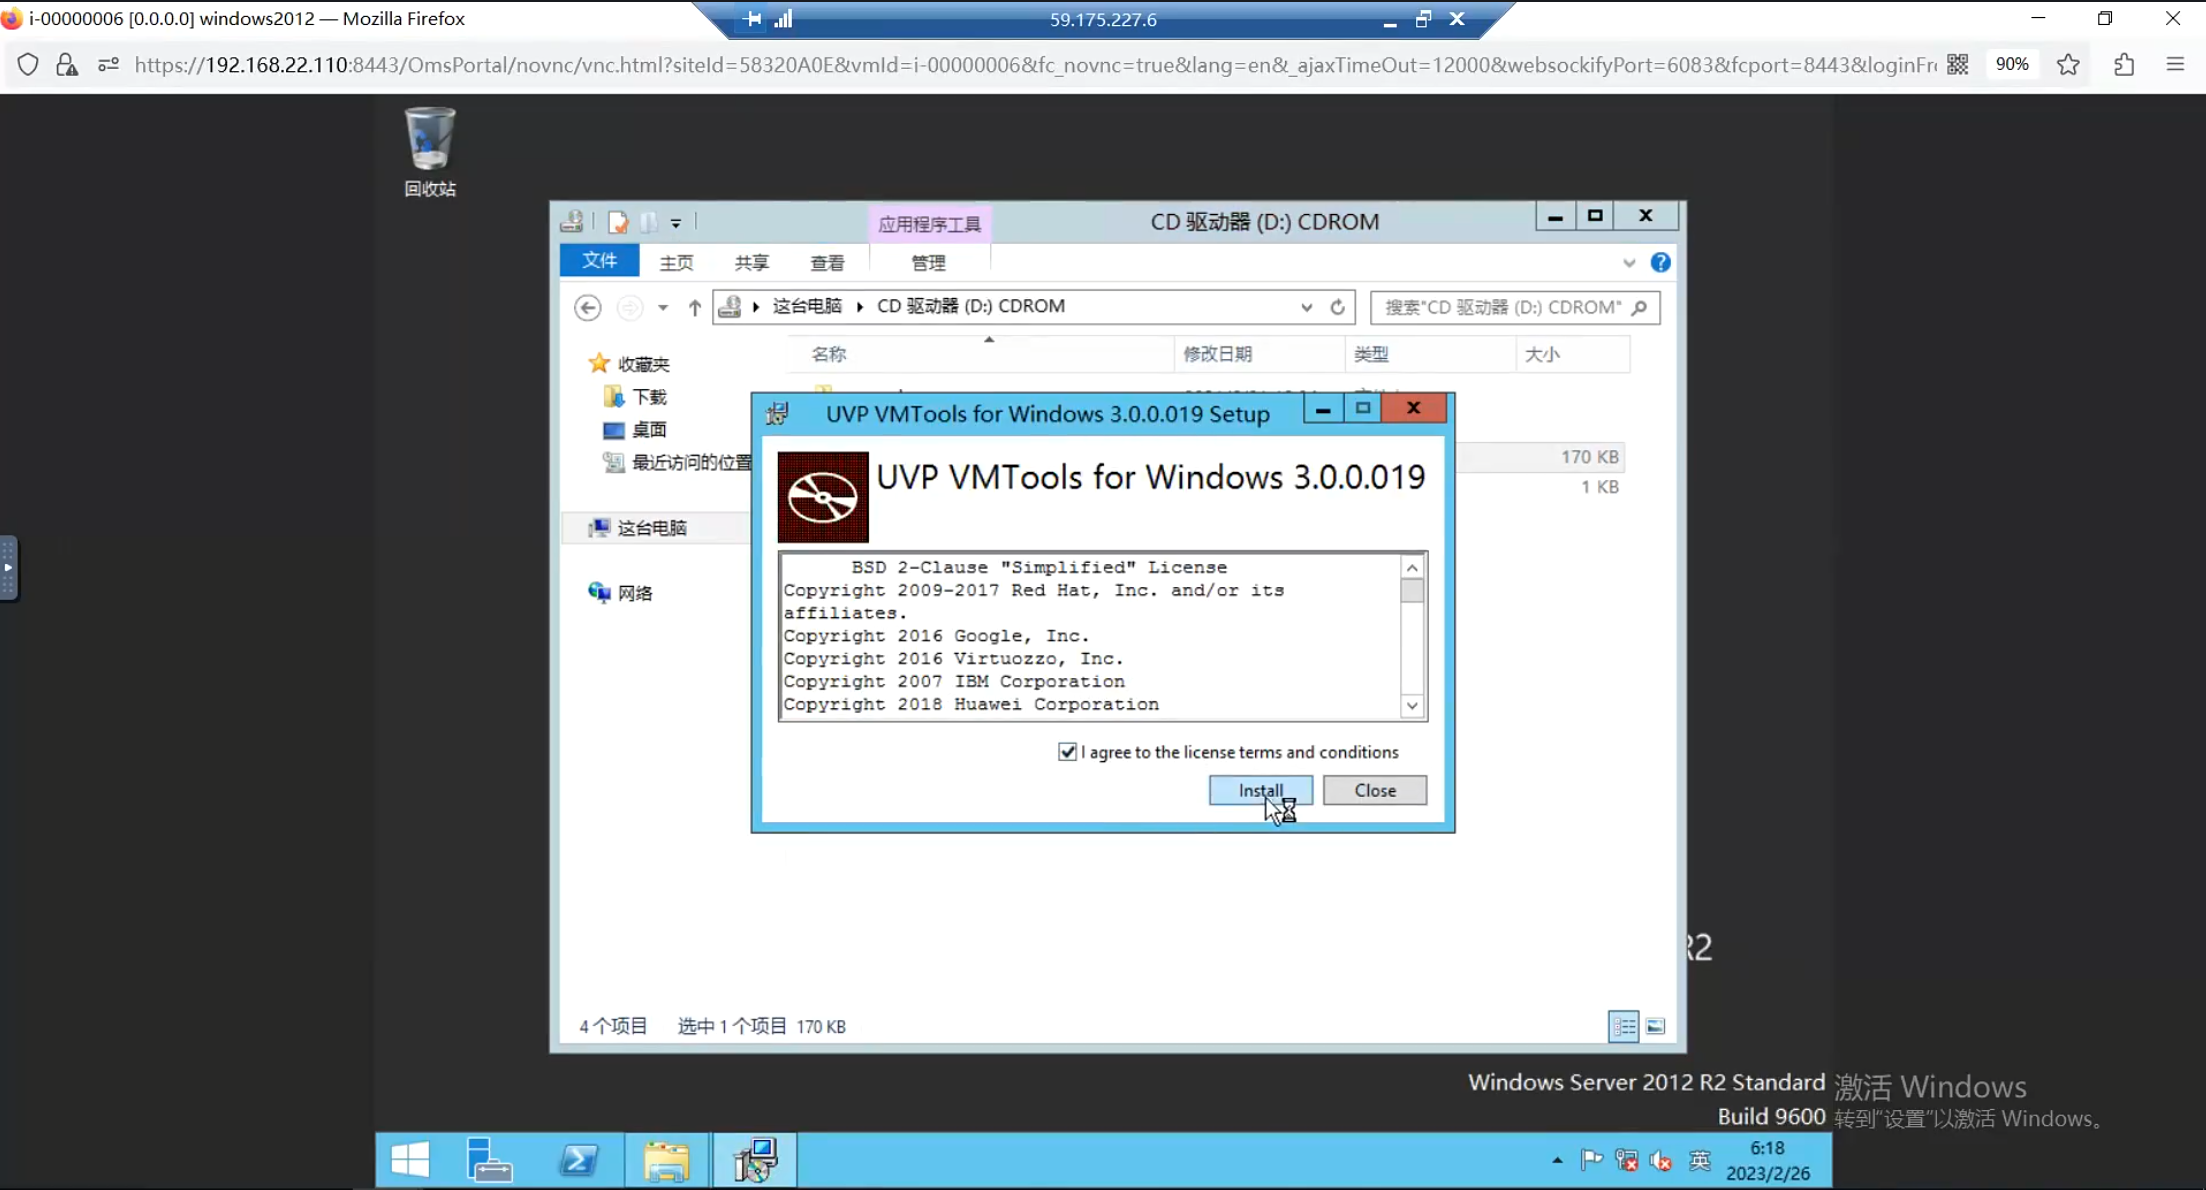 i-00000006 [0.0.0.0] windows2012 — Mozilla Firefox
59.175.227.6
https://192.168.22.110:8443/OmsPortal/novnc/vnc.html?siteId=58320A0E&vmId=i-00000006&fc_novnc=true&lang=en&_ajaxTimeOut=12000&websockifyPort=6083&fcport=8443&loginFr
90%
回收站
应用程序工具
CD 驱动器 (D:) CDROM
文件
主页
共享
查看
管理
这台电脑
CD 驱动器 (D:) CDROM
搜索"CD 驱动器 (D:) CDROM"
名称
修改日期
类型
大小
收藏夹
下载
桌面
最近访问的位置
这台电脑
网络
170 KB
1 KB
UVP VMTools for Windows 3.0.0.019 Setup
UVP VMTools for Windows 3.0.0.019
BSD 2-Clause "Simplified" License
Copyright 2009-2017 Red Hat, Inc. and/or its
affiliates.
Copyright 2016 Google, Inc.
Copyright 2016 Virtuozzo, Inc.
Copyright 2007 IBM Corporation
Copyright 2018 Huawei Corporation
I agree to the license terms and conditions
Install
Close
R2
4 个项目
选中 1 个项目 170 KB
Windows Server 2012 R2 Standard
Build 9600
激活 Windows
转到"设置"以激活 Windows。
英
6:18
2023/2/26